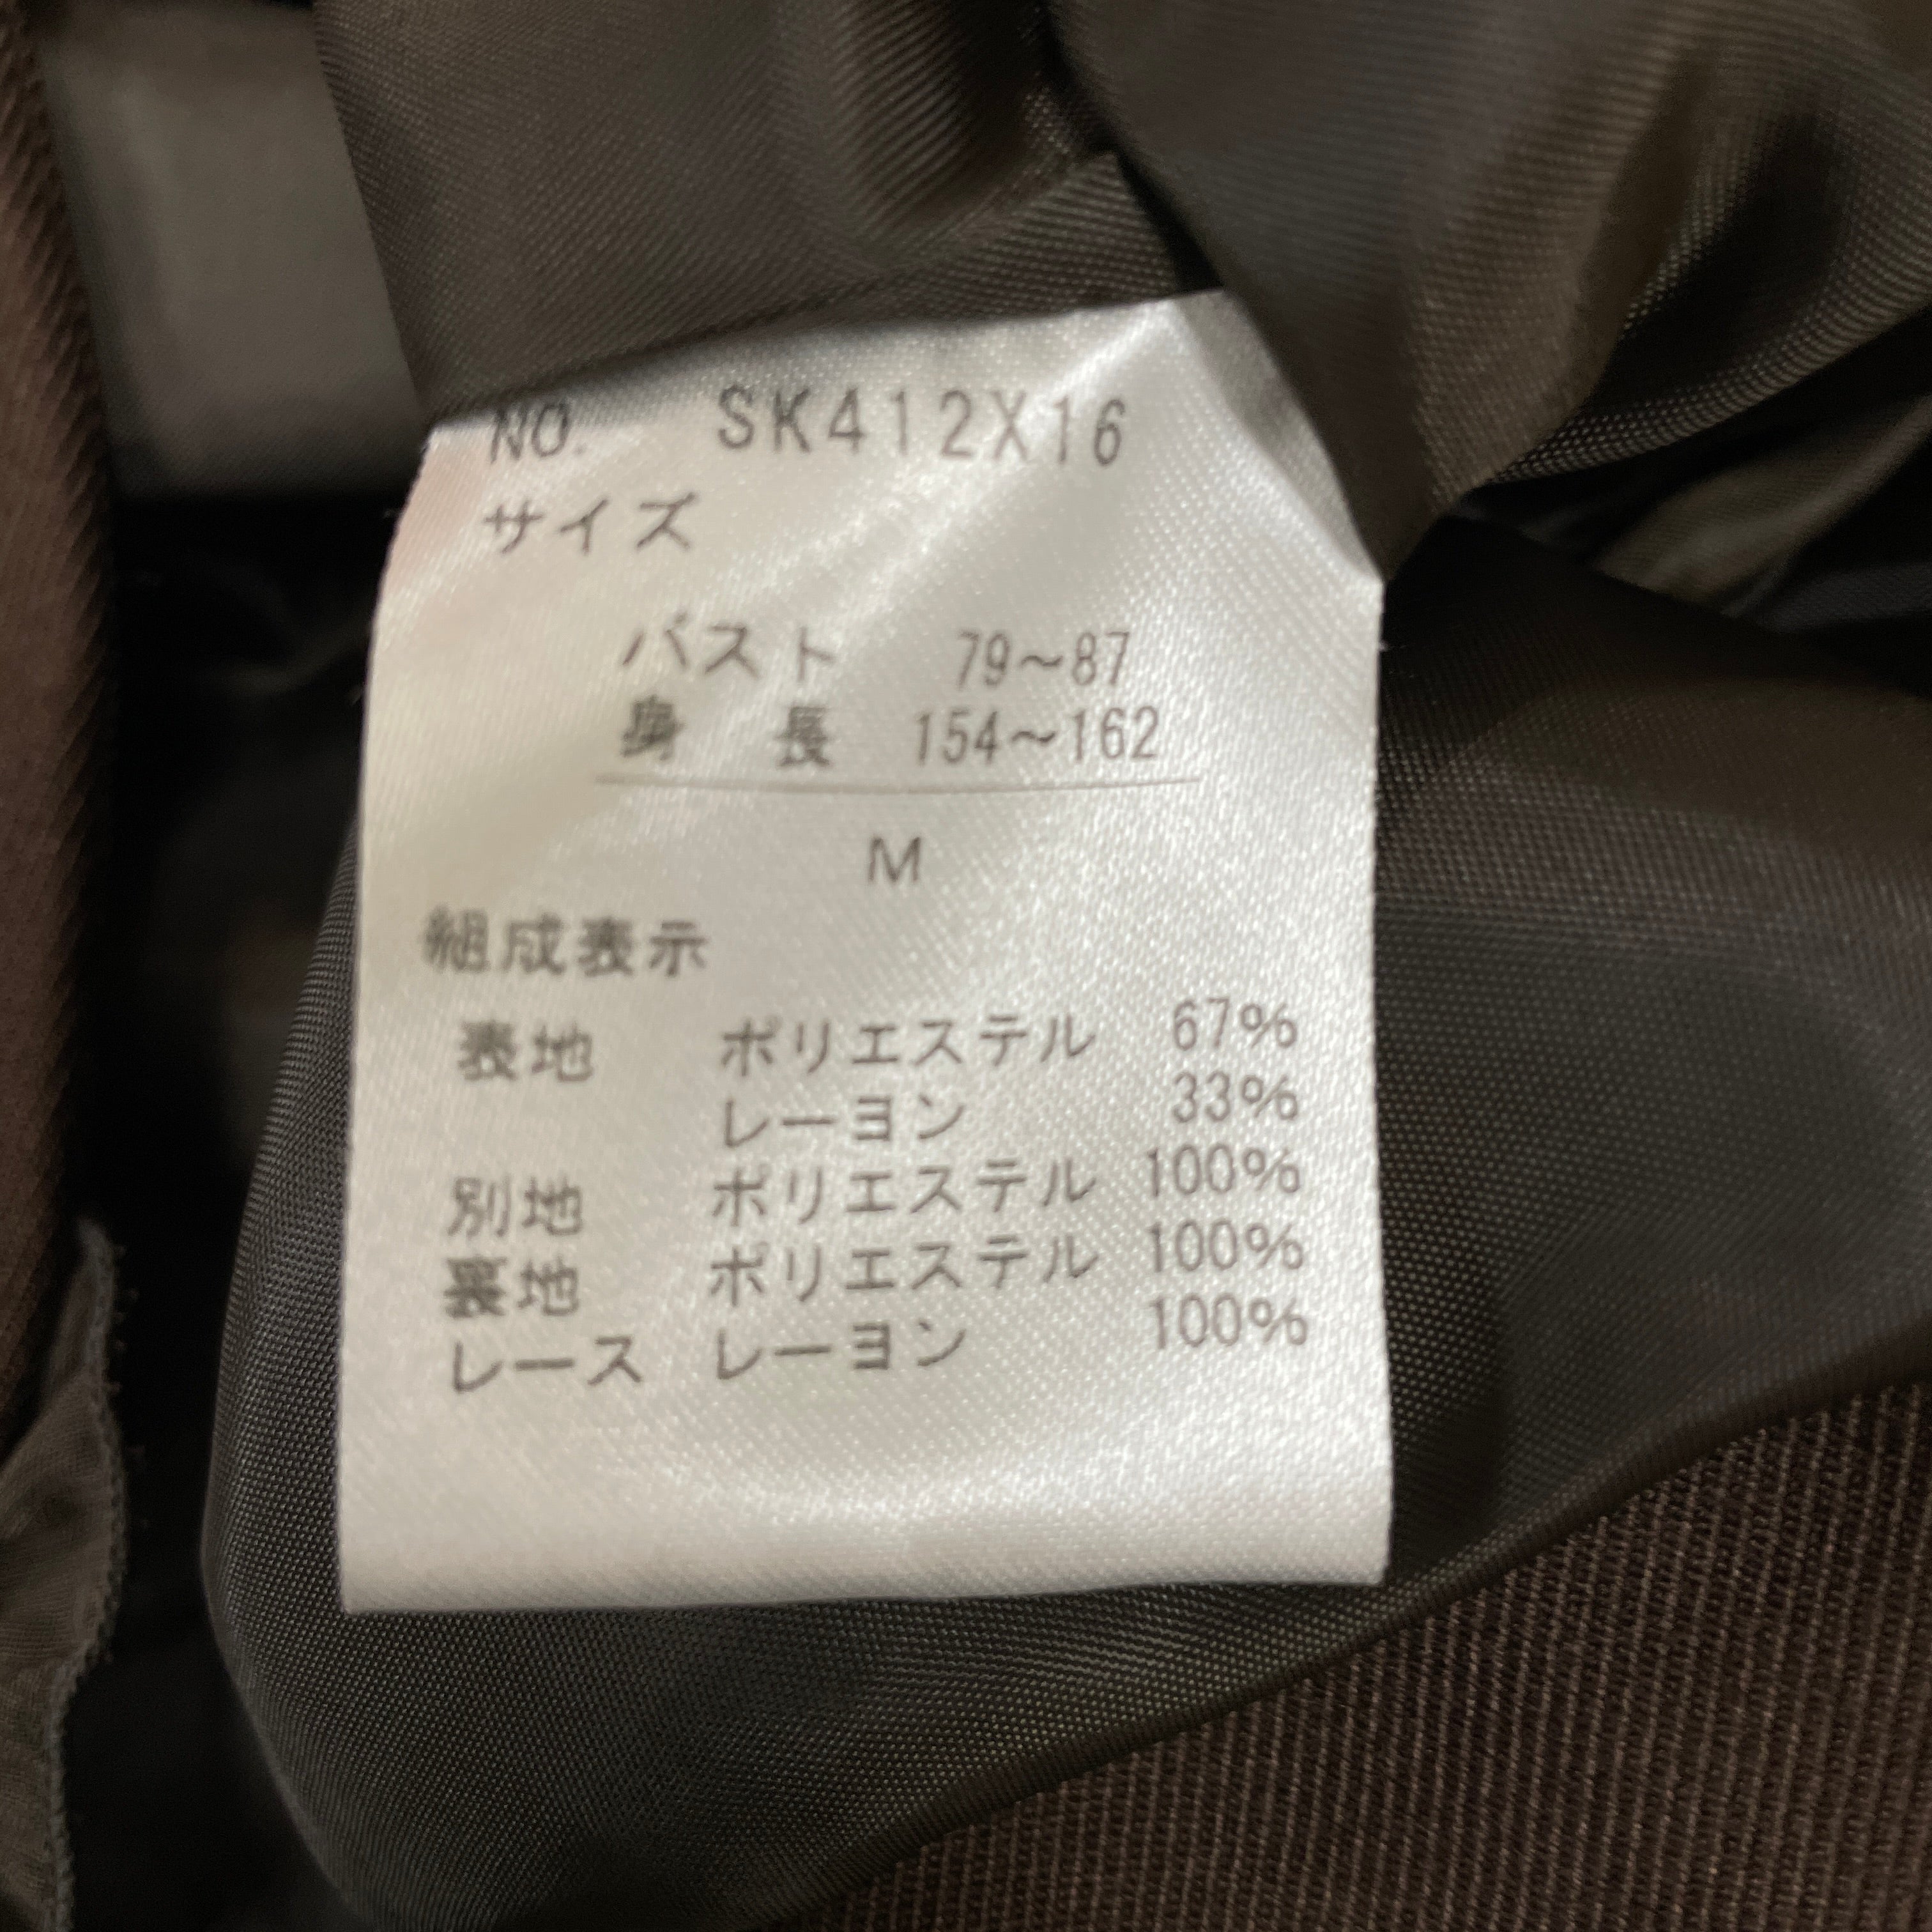 NO. SK412X16
サイズ
バスト 79〜87
身長 154〜162
M
組成表示
表地 ポリエステル 67%
レーヨン 33%
別地 ポリエステル 100%
裏地 ポリエステル 100%
レース レーヨン 100%